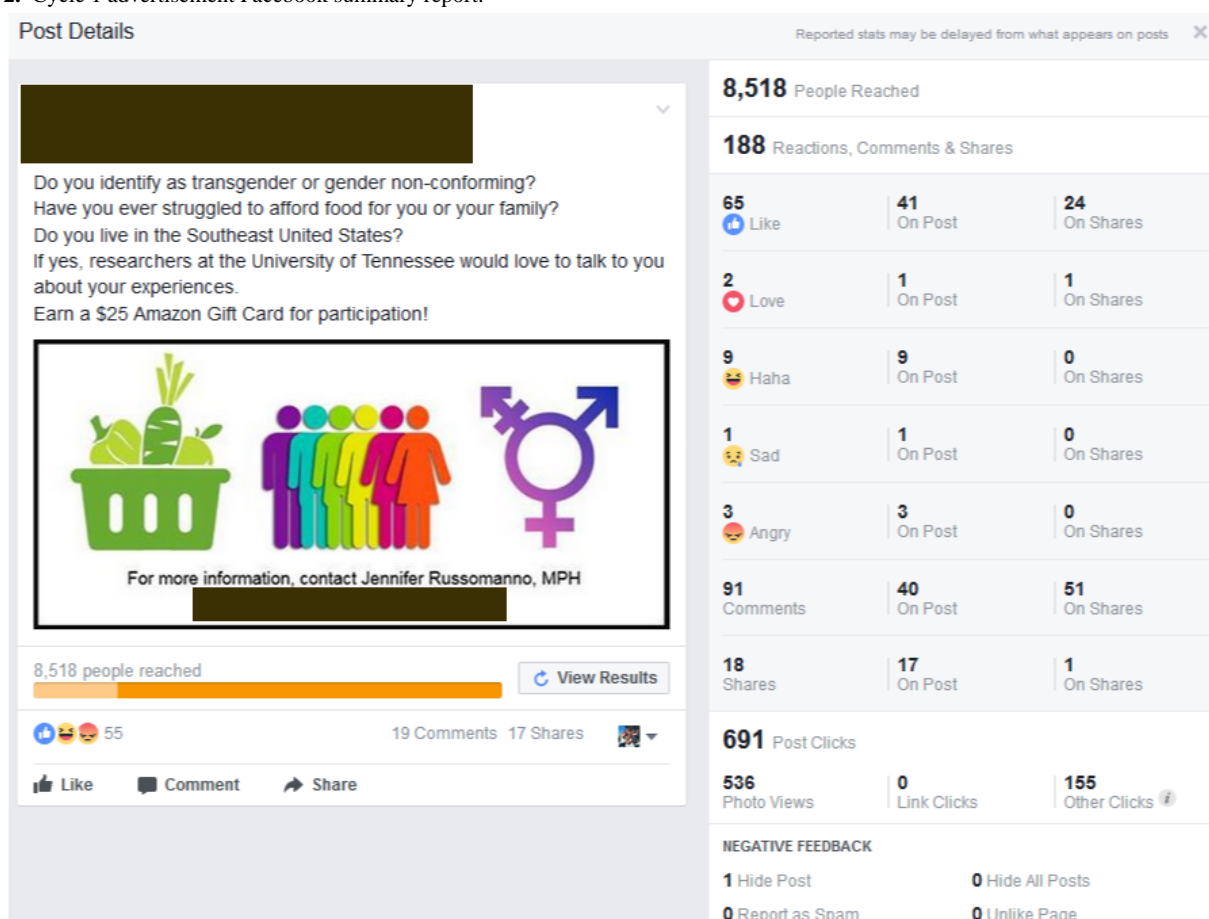 2. Cycle 1 advertisement Facebook summary report.
Post Details
Reported stats may be delayed from what appears on posts
Do you identify as transgender or gender non-conforming?
Have you ever struggled to afford food for you or your family?
Do you live in the Southeast United States?
If yes, researchers at the University of Tennessee would love to talk to you
about your experiences.
Earn a $25 Amazon Gift Card for participation!
For more information, contact Jennifer Russomanno, MPH
8,518 people reached
View Results
55
19 Comments 17 Shares
Like Comment Share
8,518 People Reached
188 Reactions, Comments & Shares
65 41 24
Like On Post On Shares
2 1 1
Love On Post On Shares
9 9 0
Haha On Post On Shares
1 1 0
Sad On Post On Shares
3 3 0
Angry On Post On Shares
91 40 51
Comments On Post On Shares
18 17 1
Shares On Post On Shares
691 Post Clicks
536 0 155
Photo Views Link Clicks Other Clicks i
NEGATIVE FEEDBACK
1 Hide Post 0 Hide All Posts
0 Report as Spam 0 Unlike Page